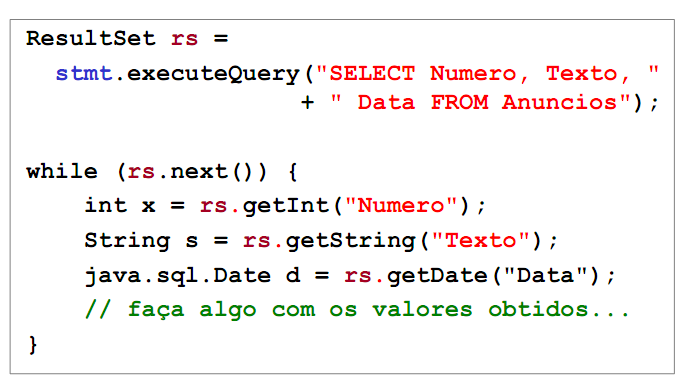 ResultSet rs =
stmt.executeQuery("SELECT Numero, Texto, "
+ " Data FROM Anuncios");
while (rs.next()) {
int x = rs.getInt("Numero");
String s = rs.getString("Texto");
java.sql.Date d = rs.getDate("Data");
// faça algo com os valores obtidos...
}